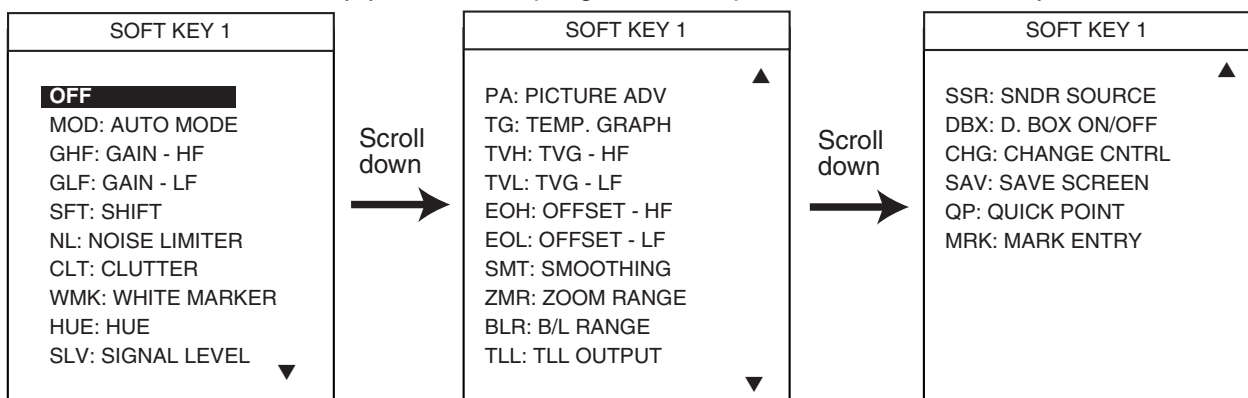 SOFT KEY 1
OFF
MOD: AUTO MODE
GHF: GAIN - HF
GLF: GAIN - LF
SFT: SHIFT
NL: NOISE LIMITER
CLT: CLUTTER
WMK: WHITE MARKER
HUE: HUE
SLV: SIGNAL LEVEL
Scroll
down
SOFT KEY 1
PA: PICTURE ADV
TG: TEMP. GRAPH
TVH: TVG - HF
TVL: TVG - LF
EOH: OFFSET - HF
EOL: OFFSET - LF
SMT: SMOOTHING
ZMR: ZOOM RANGE
BLR: B/L RANGE
TLL: TLL OUTPUT
Scroll
down
SOFT KEY 1
SSR: SNDR SOURCE
DBX: D. BOX ON/OFF
CHG: CHANGE CNTRL
SAV: SAVE SCREEN
QP: QUICK POINT
MRK: MARK ENTRY